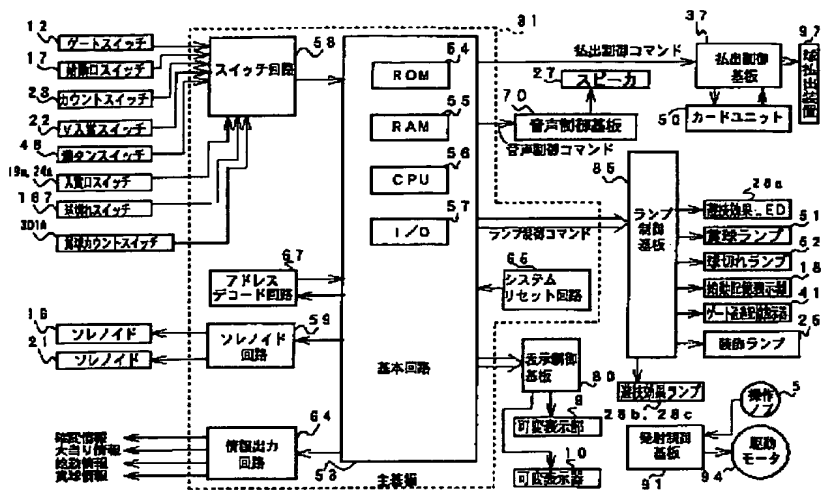 12
ゲートスイッチ
17
始動口スイッチ
23
カウントスイッチ
22
V入賞スイッチ
48
満タンスイッチ
19a,24a
入賞口スイッチ
187
球切れスイッチ
301A
賞球カウントスイッチ
58
スイッチ回路
31
54
ROM
55
RAM
56
CPU
57
I/O
67
アドレス
デコード回路
65
システム
リセット回路
16
ソレノイド
21
ソレノイド
59
ソレノイド
回路
基本回路
53
64
情報出力
回路
確変情報
大当り情報
始動情報
賞球情報
主基板
払出制御コマンド
37
払出制御
基板
97
球払出装置
50
カードユニット
27
スピーカ
70
音声制御基板
音声制御コマンド
ランプ制御コマンド
ランプ
制御
基板
28a
遊技効果LED
51
賞球ランプ
52
球切れランプ
18
始動記憶表示器
41
ゲート通過記憶表示器
25
装飾ランプ
遊技効果ランプ
28b,28c
表示制御
基板
80
9
可変表示部
10
可変表示器
発射制御
基板
91
操作
ノブ
5
駆動
モータ
94